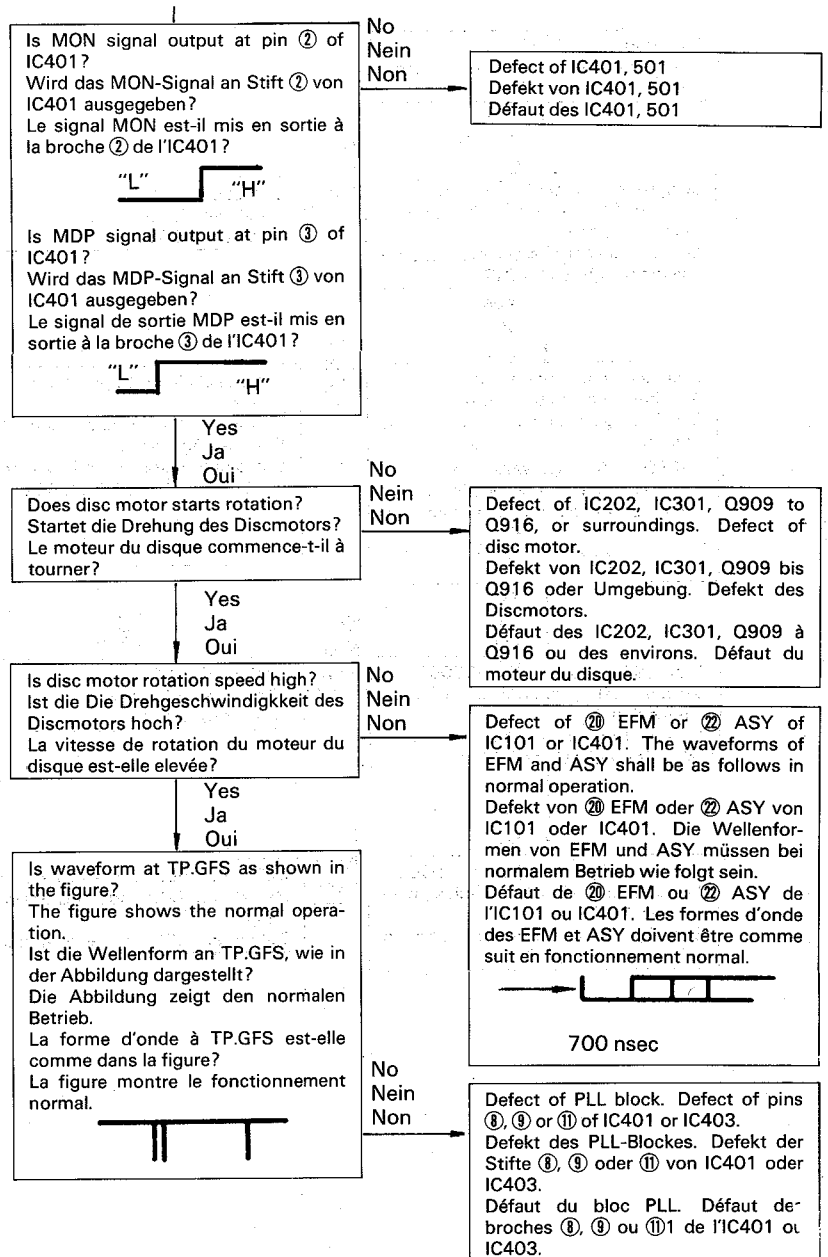 Is MON signal output at pin ② of
IC401?
Wird das MON-Signal an Stift ② von
IC401 ausgegeben?
Le signal MON est-il mis en sortie à
la broche ② de l'IC401?
"L"
"H"
Is MDP signal output at pin ③ of
IC401?
Wird das MDP-Signal an Stift ③ von
IC401 ausgegeben?
Le signal de sortie MDP est-il mis en
sortie à la broche ③ de l'IC401?
"L"
"H"
No
Nein
Non
Defect of IC401, 501
Defekt von IC401, 501
Défaut des IC401, 501
Yes
Ja
Oui
Does disc motor starts rotation?
Startet die Drehung des Discmotors?
Le moteur du disque commence-t-il à
tourner?
No
Nein
Non
Defect of IC202, IC301, Q909 to
Q916, or surroundings. Defect of
disc motor.
Defekt von IC202, IC301, Q909 bis
Q916 oder Umgebung. Defekt des
Discmotors.
Défaut des IC202, IC301, Q909 à
Q916 ou des environs. Défaut du
moteur du disque.
Yes
Ja
Oui
Is disc motor rotation speed high?
Ist die Die Drehgeschwindigkkeit des
Discmotors hoch?
La vitesse de rotation du moteur du
disque est-elle elevée?
No
Nein
Non
Defect of ⑳ EFM or ㉒ ASY of
IC101 or IC401. The waveforms of
EFM and ASY shall be as follows in
normal operation.
Defekt von ⑳ EFM oder ㉒ ASY von
IC101 oder IC401. Die Wellenfor-
men von EFM und ASY müssen bei
normalem Betrieb wie folgt sein.
Défaut de ⑳ EFM ou ㉒ ASY de
l'IC101 ou IC401. Les formes d'onde
des EFM et ASY doivent être comme
suit en fonctionnement normal.
700 nsec
Yes
Ja
Oui
Is waveform at TP.GFS as shown in
the figure?
The figure shows the normal opera-
tion.
Ist die Wellenform an TP.GFS, wie in
der Abbildung dargestellt?
Die Abbildung zeigt den normalen
Betrieb.
La forme d'onde à TP.GFS est-elle
comme dans la figure?
La figure montre le fonctionnement
normal.
No
Nein
Non
Defect of PLL block. Defect of pins
⑧, ⑨ or ⑪ of IC401 or IC403.
Defekt des PLL-Blockes. Defekt der
Stifte ⑧, ⑨ oder ⑪ von IC401 oder
IC403.
Défaut du bloc PLL. Défaut de
broches ⑧, ⑨ ou ⑪1 de l'IC401 ou
IC403.